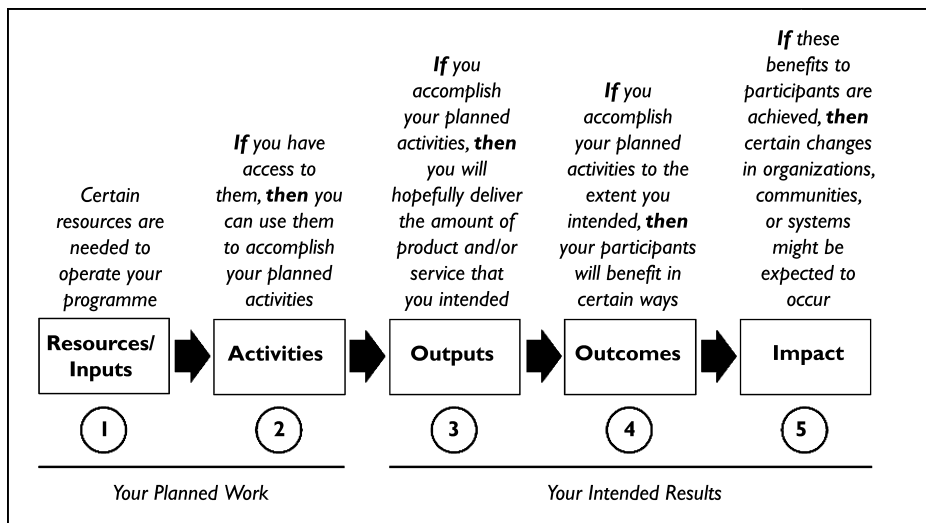 Certain
resources are
needed to
operate your
programme
If you have
access to
them, then you
can use them
to accomplish
your planned
activities
If you
accomplish
your planned
activities, then
you will
hopefully deliver
the amount of
product and/or
service that
you intended
If you
accomplish
your planned
activities to the
extent you
intended, then
your participants
will benefit in
certain ways
If these
benefits to
participants are
achieved, then
certain changes
in organizations,
communities,
or systems
might be
expected to
occur
Resources/
Inputs
Activities
Outputs
Outcomes
Impact
1
2
3
4
5
Your Planned Work
Your Intended Results